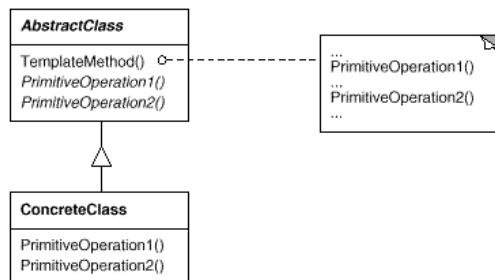 AbstractClass
TemplateMethod()
PrimitiveOperation1()
PrimitiveOperation2()
...
PrimitiveOperation1()
...
PrimitiveOperation2()
...
ConcreteClass
PrimitiveOperation1()
PrimitiveOperation2()